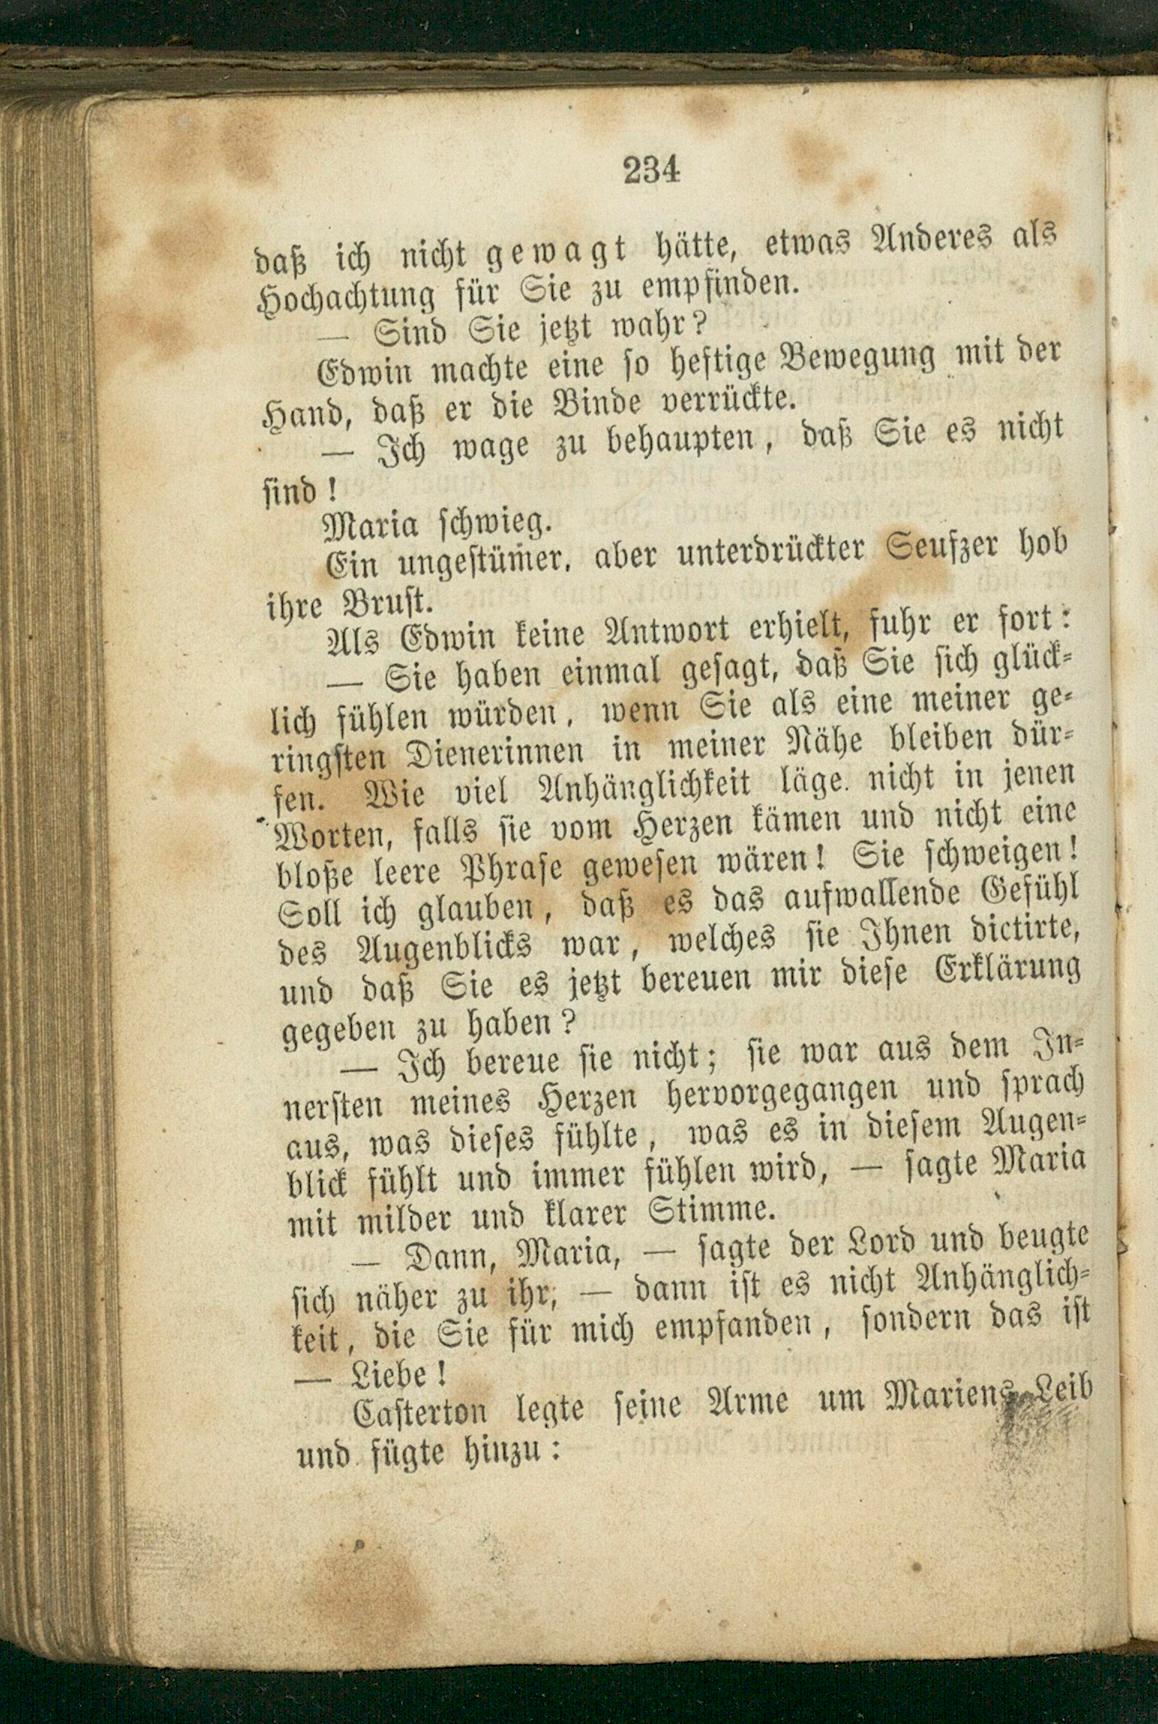 234
daß ich nicht gewagt hätte, etwas Anderes als
Hochachtung für Sie zu empfinden.
— Sind Sie jetzt wahr?
Edwin machte eine so heftige Bewegung mit der
Hand, daß er die Binde verrückte.
— Ich wage zu behaupten, daß Sie es nicht
sind!
Maria schwieg.
Ein ungestümer, aber unterdrückter Seufzer hob
ihre Brust.
Als Edwin keine Antwort erhielt, fuhr er fort:
— Sie haben einmal gesagt, daß Sie sich glück-
lich fühlen würden, wenn Sie als eine meiner ge-
ringsten Dienerinnen in meiner Nähe bleiben dür-
fen. Wie viel Anhänglichkeit läge nicht in jenen
Worten, falls sie vom Herzen kämen und nicht eine
bloße leere Phrase gewesen wären! Sie schweigen!
Soll ich glauben, daß es das aufwallende Gefühl
des Augenblicks war, welches sie Ihnen dictirte,
und daß Sie es jetzt bereuen mir diese Erklärung
gegeben zu haben?
— Ich bereue sie nicht; sie war aus dem In-
nersten meines Herzen hervorgegangen und sprach
aus, was dieses fühlte, was es in diesem Augen-
blick fühlt und immer fühlen wird, — sagte Maria
mit milder und klarer Stimme.
— Dann, Maria, — sagte der Lord und beugte
sich näher zu ihr, — dann ist es nicht Anhänglich-
keit, die Sie für mich empfanden, sondern das ist
— Liebe!
Casterton legte seine Arme um Mariens Leib
und fügte hinzu: